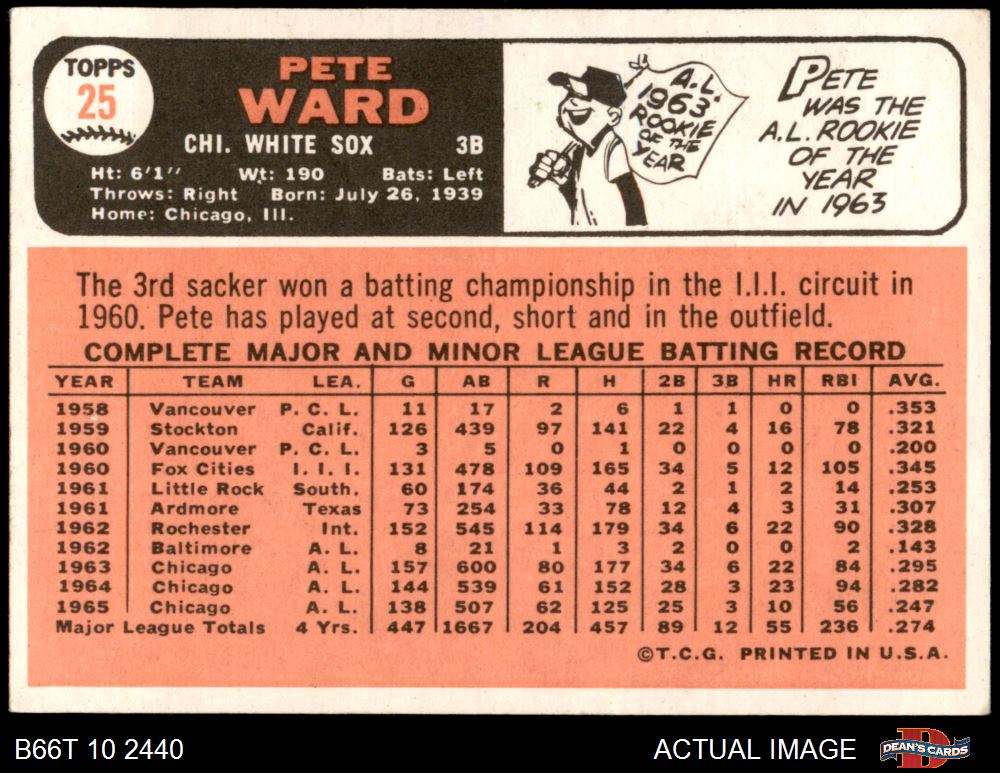 TOPPS
25
PETE
WARD
CHI. WHITE SOX 3B
Ht: 6'1" Wt: 190 Bats: Left
Throws: Right Born: July 26, 1939
Home: Chicago, Ill.
A.L.
1963
ROOKIE
OF THE
YEAR
PETE
WAS THE
A.L. ROOKIE
OF THE
YEAR
IN 1963
The 3rd sacker won a batting championship in the I.I.I. circuit in
1960. Pete has played at second, short and in the outfield.
COMPLETE MAJOR AND MINOR LEAGUE BATTING RECORD
YEAR TEAM LEA. G AB R H 2B 3B HR RBI AVG.
1958 Vancouver P. C. L. 11 17 2 6 1 1 0 0 .353
1959 Stockton Calif. 126 439 97 141 22 4 16 78 .321
1960 Vancouver P. C. L. 3 5 0 1 0 0 0 0 .200
1960 Fox Cities I. I. I. 131 478 109 165 34 5 12 105 .345
1961 Little Rock South. 60 174 36 44 2 1 2 14 .253
1961 Ardmore Texas 73 254 33 78 12 4 3 31 .307
1962 Rochester Int. 152 545 114 179 34 6 22 90 .328
1962 Baltimore A. L. 8 21 1 3 2 0 0 2 .143
1963 Chicago A. L. 157 600 80 177 34 6 22 84 .295
1964 Chicago A. L. 144 539 61 152 28 3 23 94 .282
1965 Chicago A. L. 138 507 62 125 25 3 10 56 .247
Major League Totals 4 Yrs. 447 1667 204 457 89 12 55 236 .274
©T.C.G. PRINTED IN U.S.A.
B66T 10 2440 ACTUAL IMAGE DEAN'S CARDS